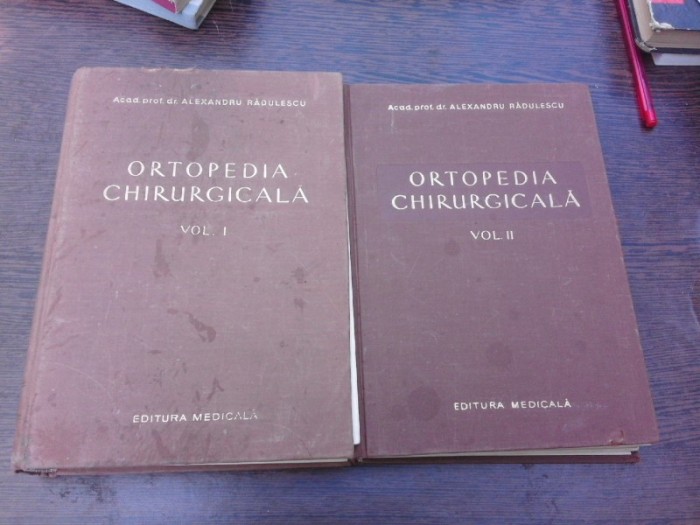 Acad. prof. dr. ALEXANDRU RĂDULESCU
ORTOPEDIA
CHIRURGICALĂ
VOL. I
EDITURA MEDICALĂ
Acad. prof. dr. ALEXANDRU RĂDULESCU
ORTOPEDIA
CHIRURGICALĂ
VOL. II
EDITURA MEDICALĂ